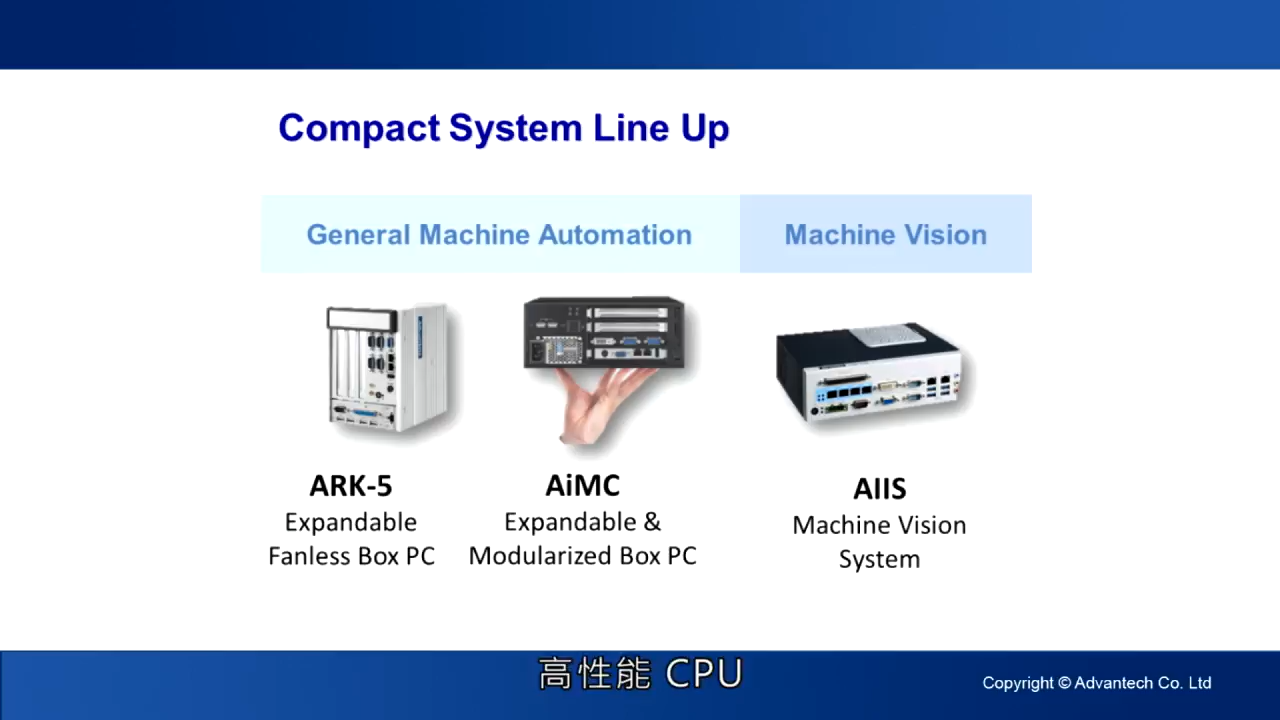 Compact System Line Up
General Machine Automation
Machine Vision
ARK-5
Expandable
Fanless Box PC
AiMC
Expandable &
Modularized Box PC
AIIS
Machine Vision
System
高性能 CPU
Copyright © Advantech Co. Ltd